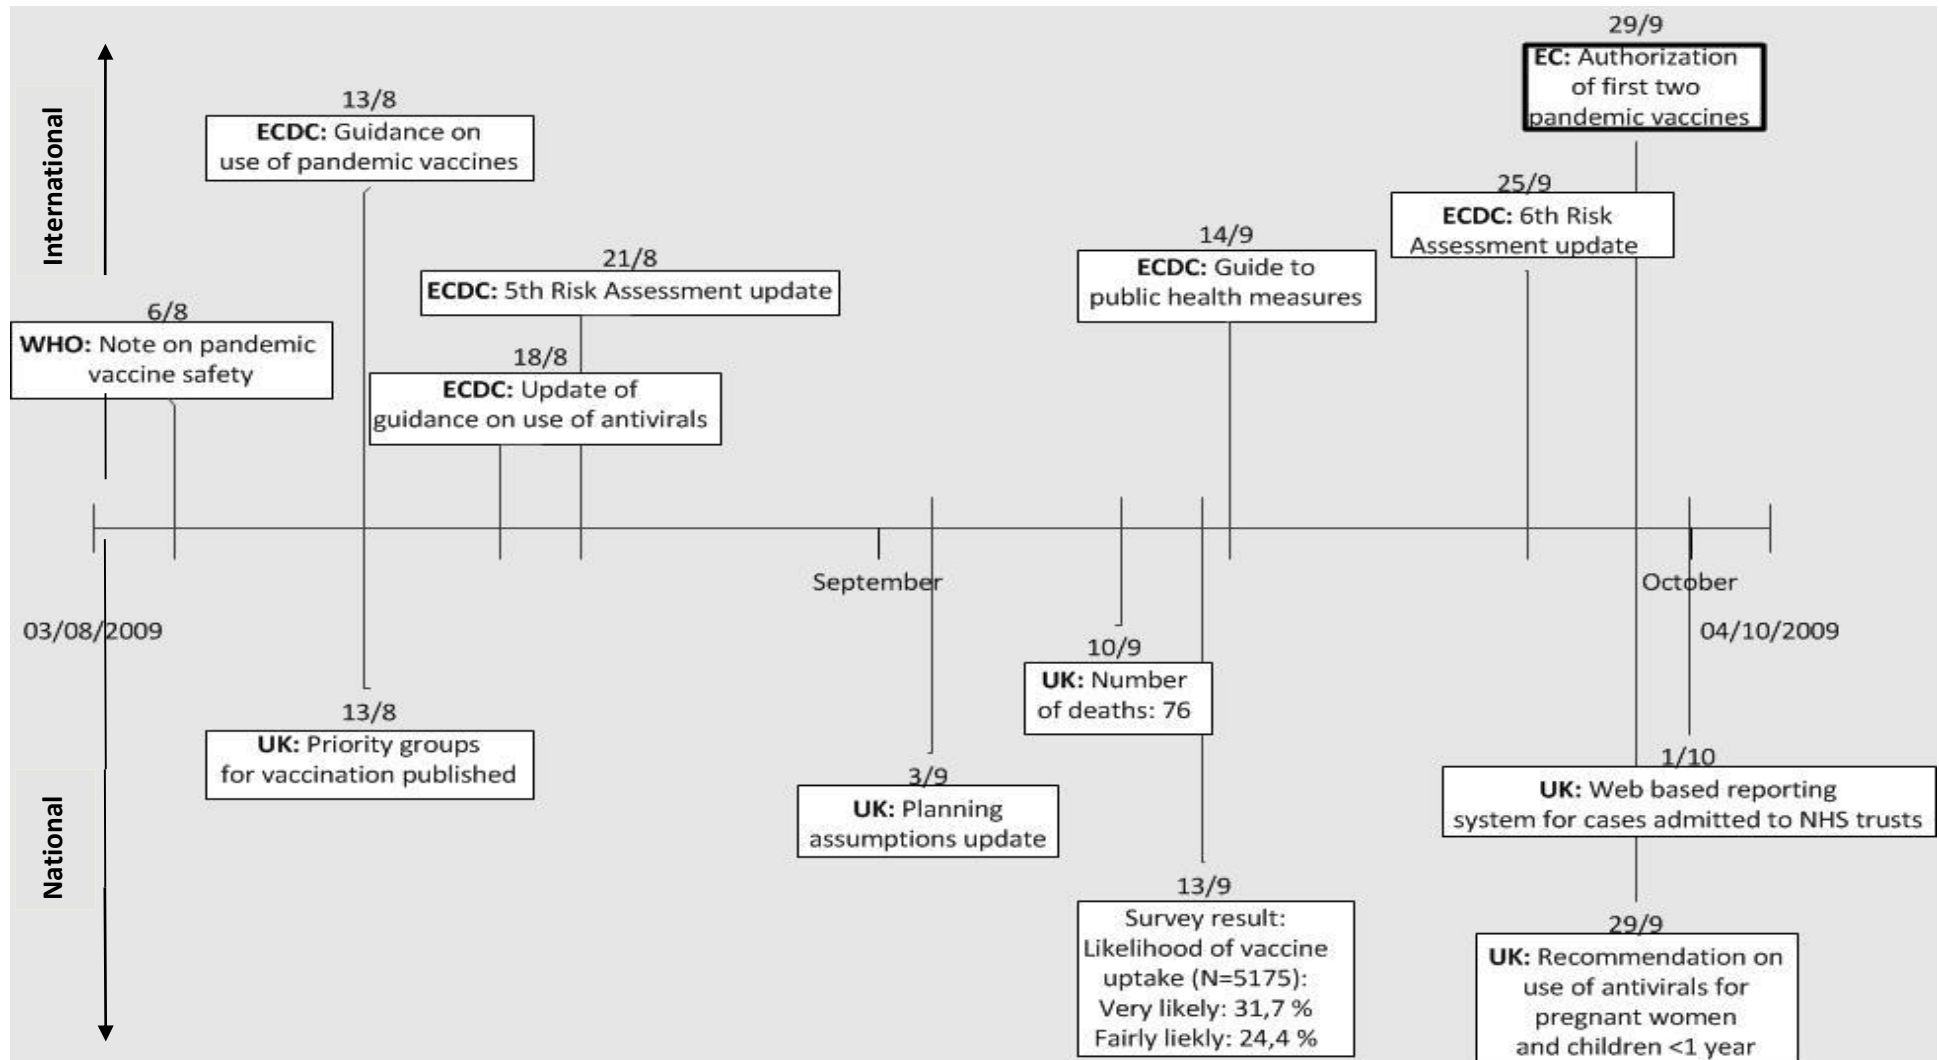 International
29/9
EC: Authorization
of first two
pandemic vaccines
13/8
ECDC: Guidance on
use of pandemic vaccines
25/9
ECDC: 6th Risk
Assessment update
14/9
ECDC: Guide to
public health measures
21/8
ECDC: 5th Risk Assessment update
6/8
WHO: Note on pandemic
vaccine safety
18/8
ECDC: Update of
guidance on use of antivirals
September
October
03/08/2009
04/10/2009
National
13/8
UK: Priority groups
for vaccination published
10/9
UK: Number
of deaths: 76
3/9
UK: Planning
assumptions update
1/10
UK: Web based reporting
system for cases admitted to NHS trusts
13/9
Survey result:
Likelihood of vaccine
uptake (N=5175):
Very likely: 31,7 %
Fairly liekly: 24,4 %
29/9
UK: Recommendation on
use of antivirals for
pregnant women
and children <1 year